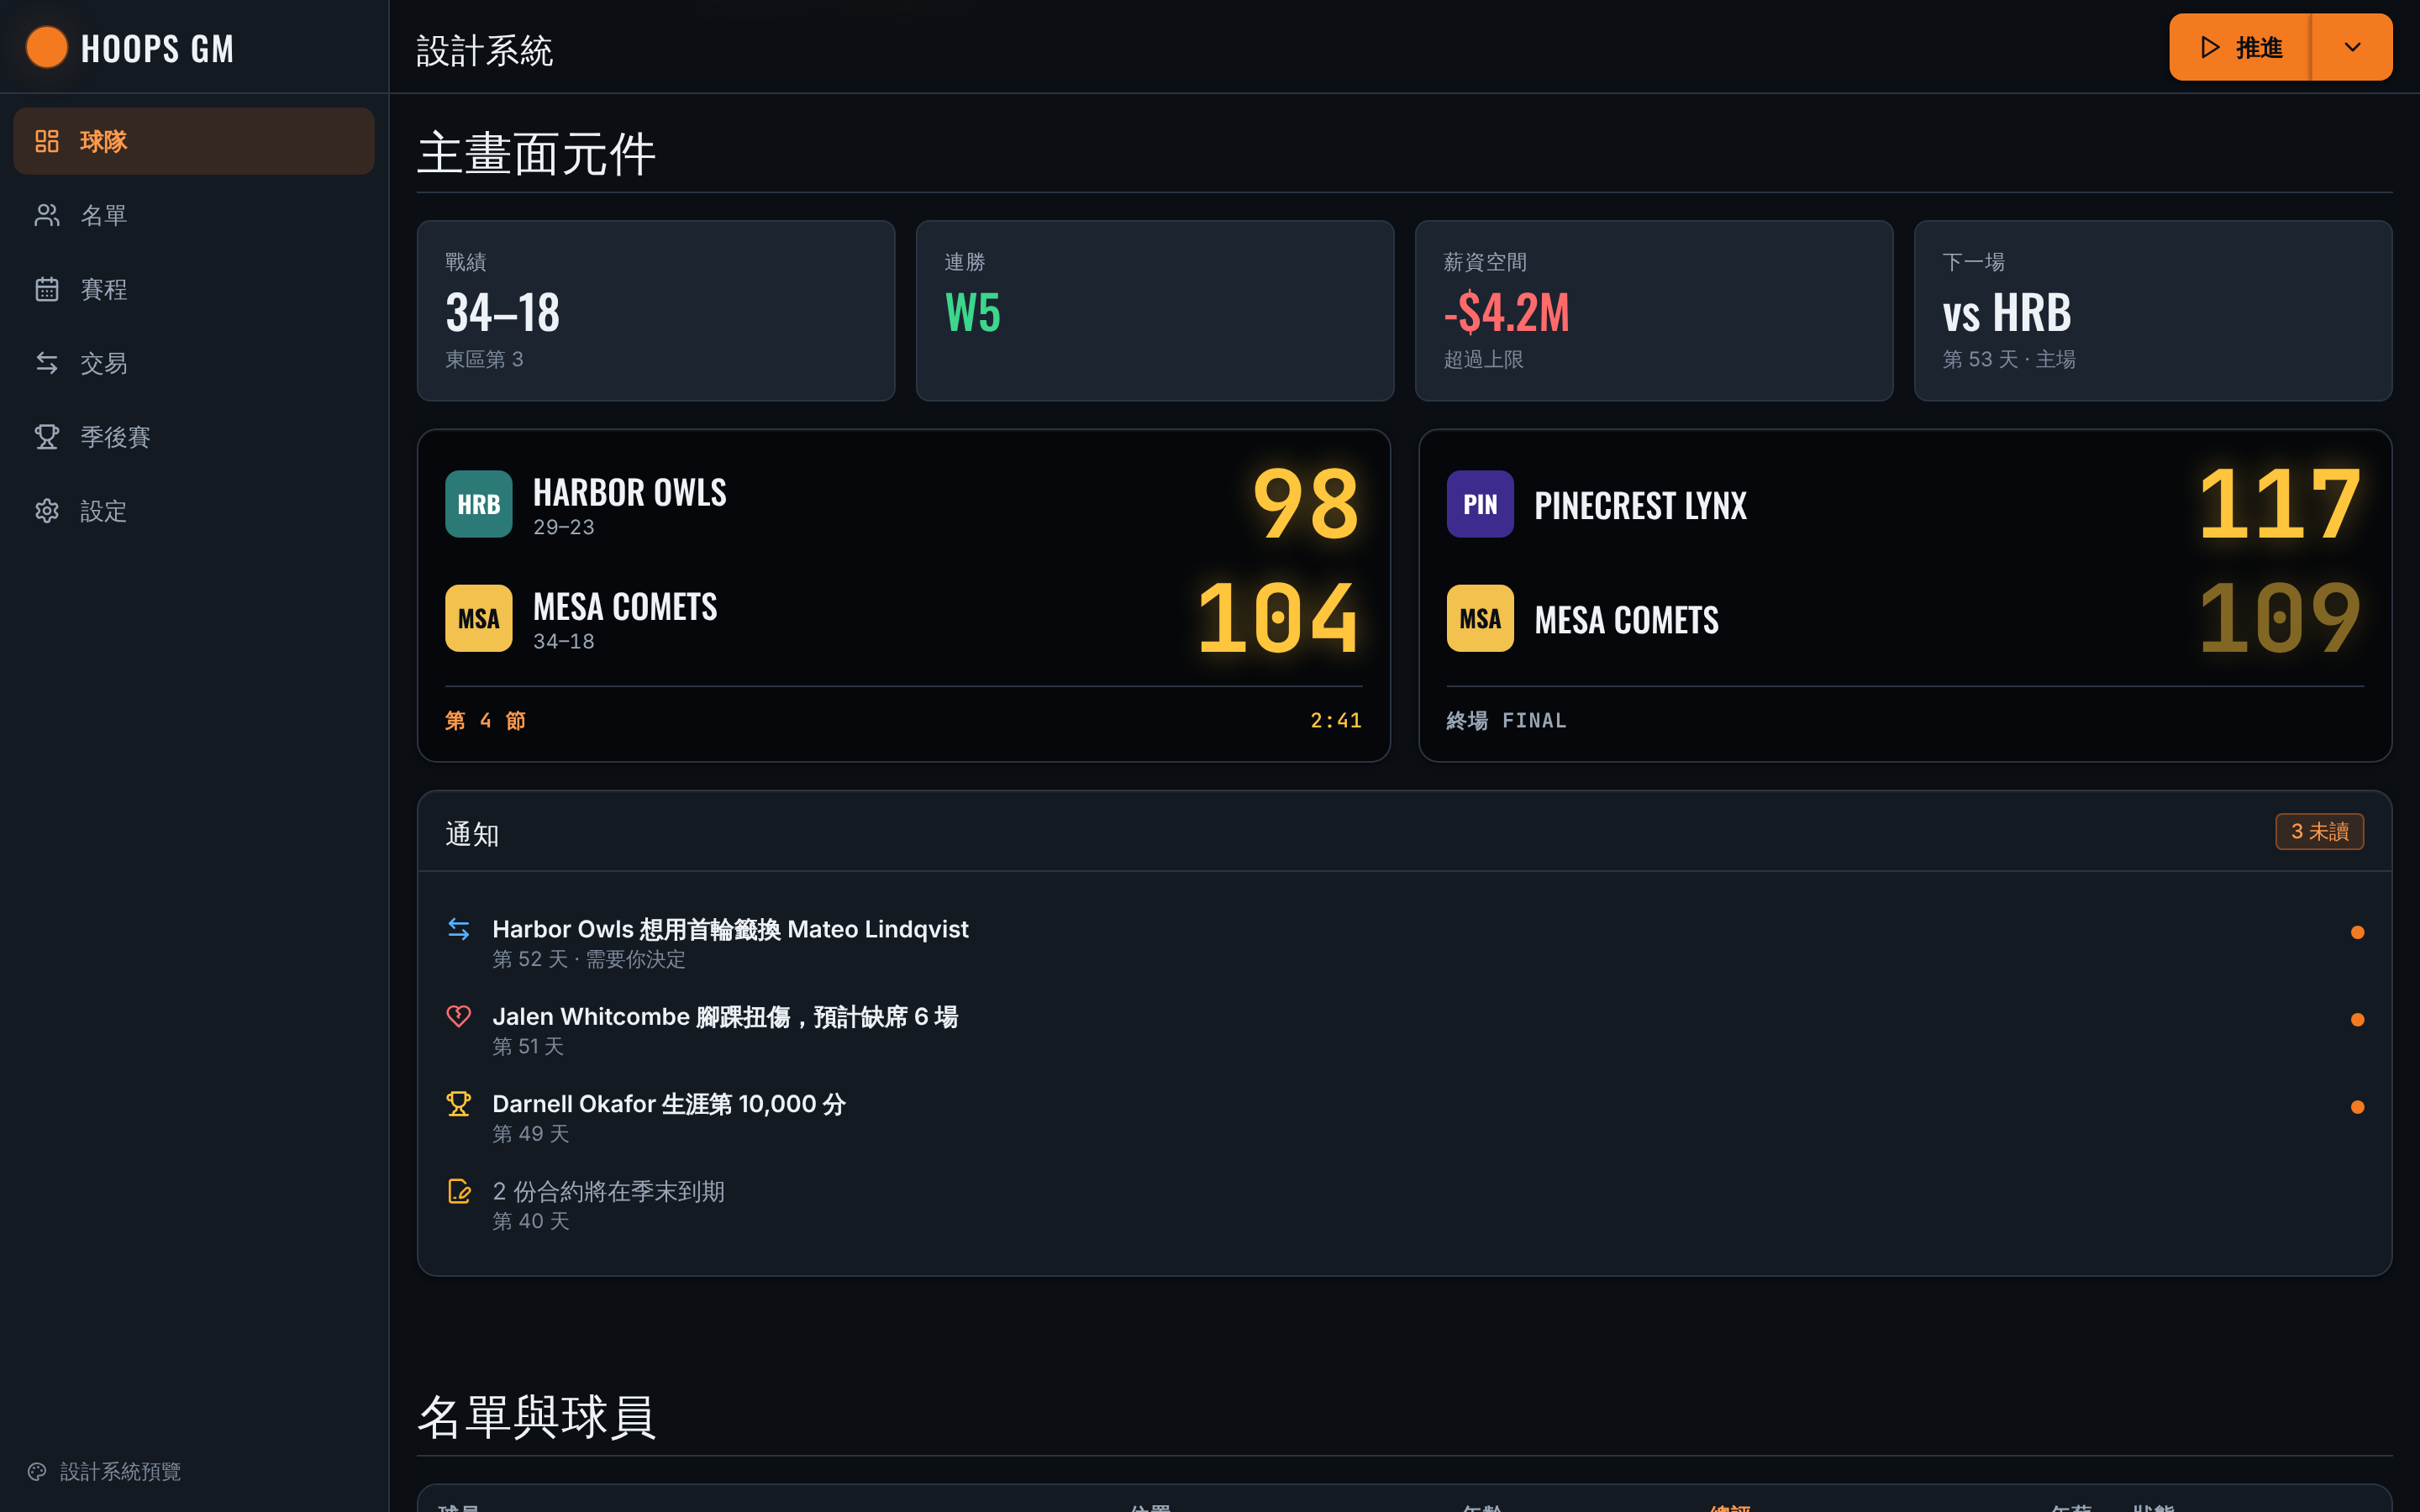 HOOPS GM
設計系統
推進
球隊
名單
賽程
交易
季後賽
設定
設計系統預覽
主畫面元件
戰績
34–18
東區第 3
連勝
W5
薪資空間
-$4.2M
超過上限
下一場
vs HRB
第 53 天 · 主場
HRB
HARBOR OWLS
29–23
98
MSA
MESA COMETS
34–18
104
第 4 節
2:41
PIN
PINECREST LYNX
117
MSA
MESA COMETS
109
終場 FINAL
通知
3 未讀
Harbor Owls 想用首輪籤換 Mateo Lindqvist
第 52 天 · 需要你決定
Jalen Whitcombe 腳踝扭傷，預計缺席 6 場
第 51 天
Darnell Okafor 生涯第 10,000 分
第 49 天
2 份合約將在季末到期
第 40 天
名單與球員